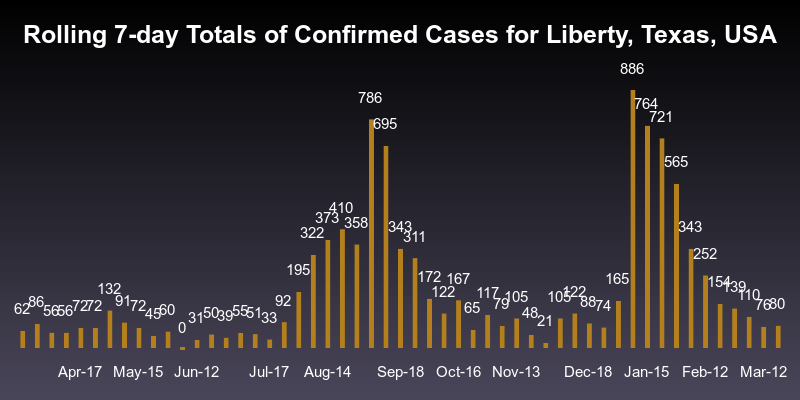 Rolling 7-day Totals of Confirmed Cases for Liberty, Texas, USA
62 86 56 56 72 72 132 91 72 45 60 0 31 50 39 55 51 33 92 195 322 373 410 358 786 695 343 311 172 122 167 65 117 79 105 48 21 105 122 88 74 165 886 764 721 565 343 252 154 139 110 76 80
Apr-17 May-15 Jun-12 Jul-17 Aug-14 Sep-18 Oct-16 Nov-13 Dec-18 Jan-15 Feb-12 Mar-12